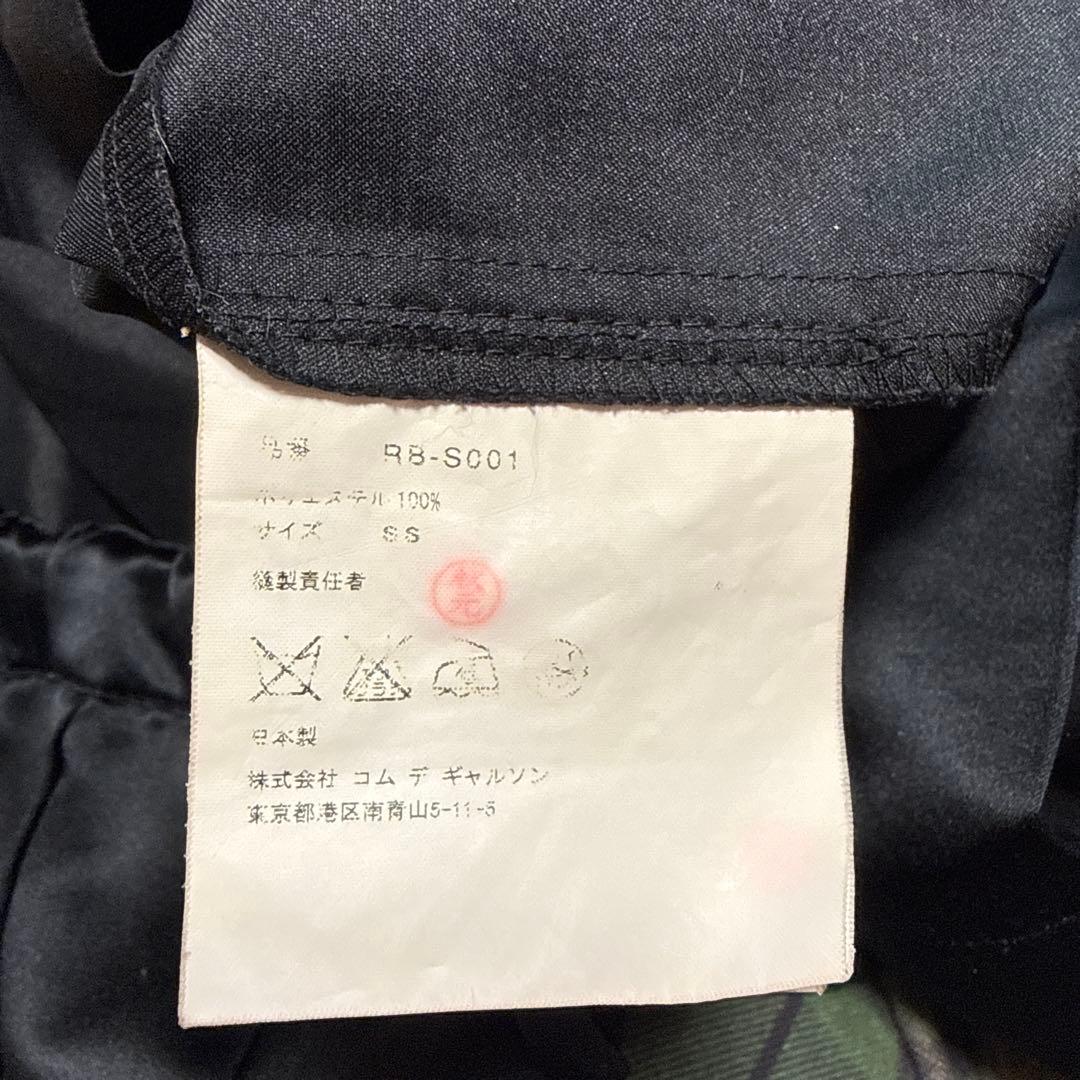 品番 RB-S001
ポリエステル 100%
サイズ SS
縫製責任者
日本製
株式会社 コム デ ギャルソン
東京都港区南青山5-11-5